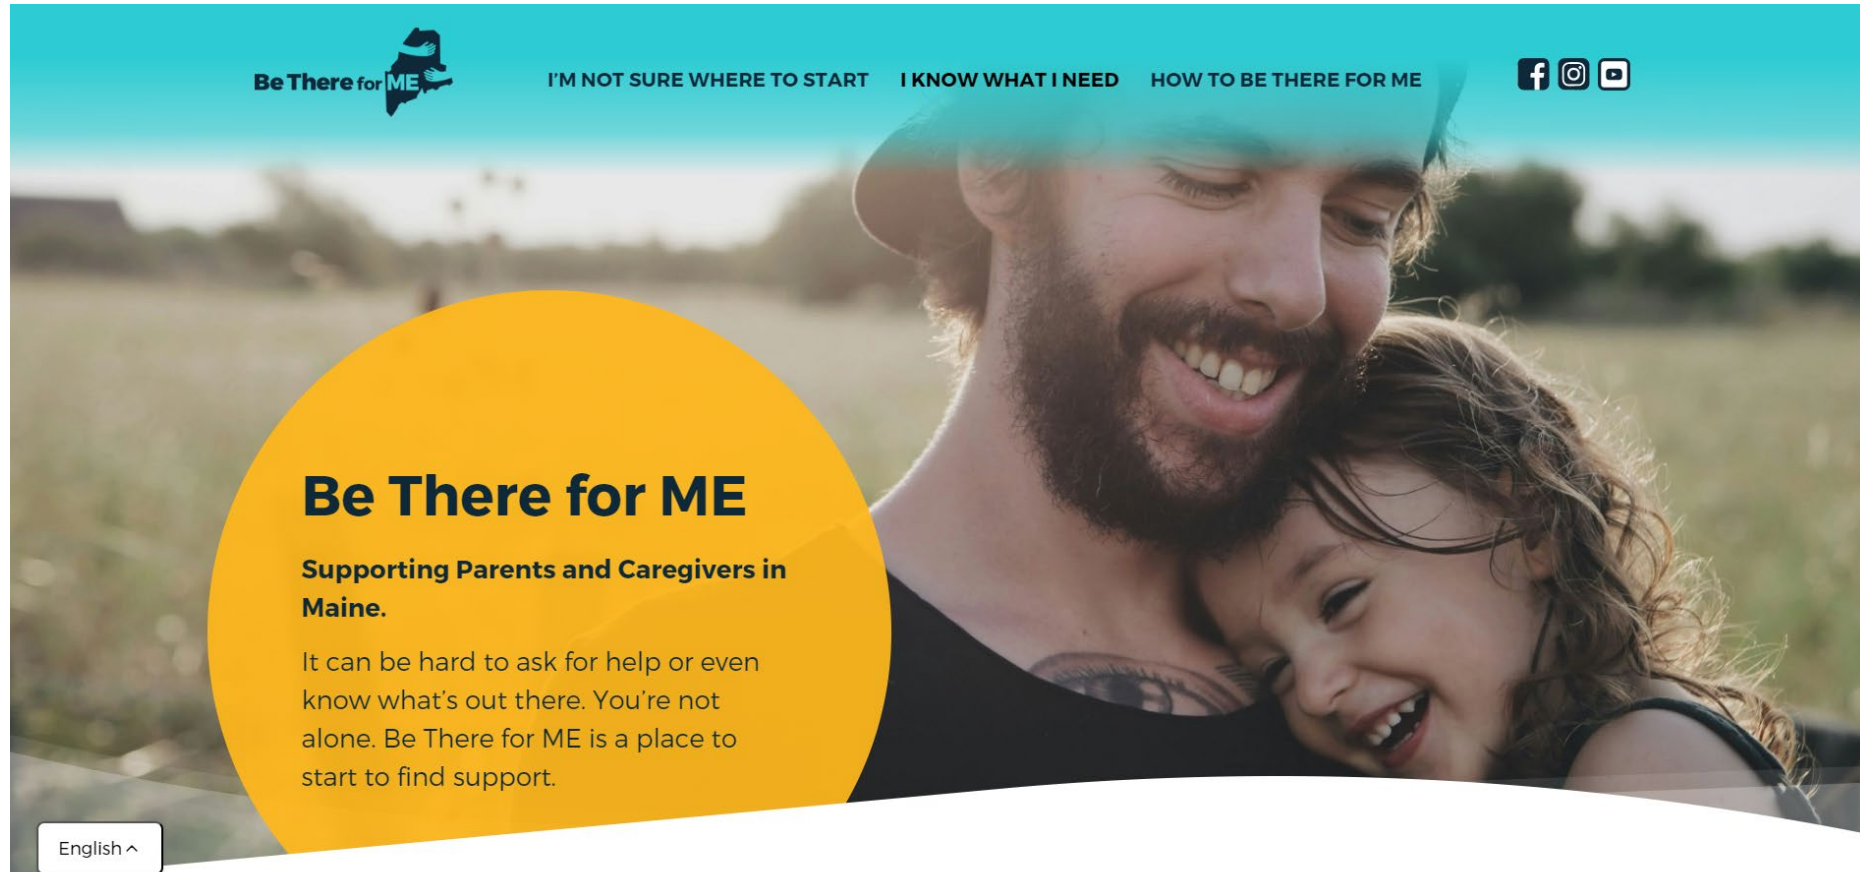 Be There for ME
I'M NOT SURE WHERE TO START
I KNOW WHAT I NEED
HOW TO BE THERE FOR ME
Be There for ME
Supporting Parents and Caregivers in
Maine.
It can be hard to ask for help or even
know what's out there. You're not
alone. Be There for ME is a place to
start to find support.
English